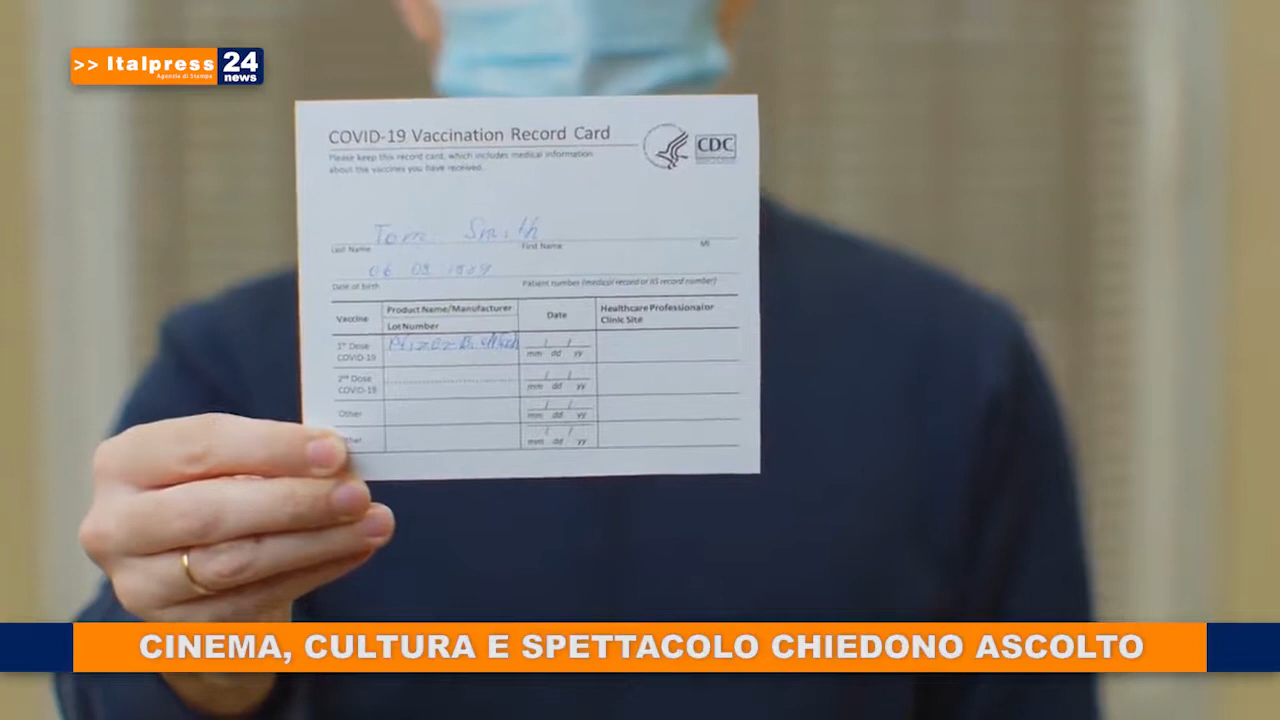 >> Italpress
Agenzia di Stampa
24
news
COVID-19 Vaccination Record Card
Please keep this record card, which includes medical information
about the vaccines you have received.
CDC
Tom Smith
Last Name First Name MI
Date of birth Patient number (medical record or IIS record number)
Vaccine Product Name/Manufacturer Date Healthcare Professional or
Lot Number Clinic Site
1st Dose
COVID-19
mm dd yy
2nd Dose
COVID-19
mm dd yy
Other
mm dd yy
mm dd yy
CINEMA, CULTURA E SPETTACOLO CHIEDONO ASCOLTO